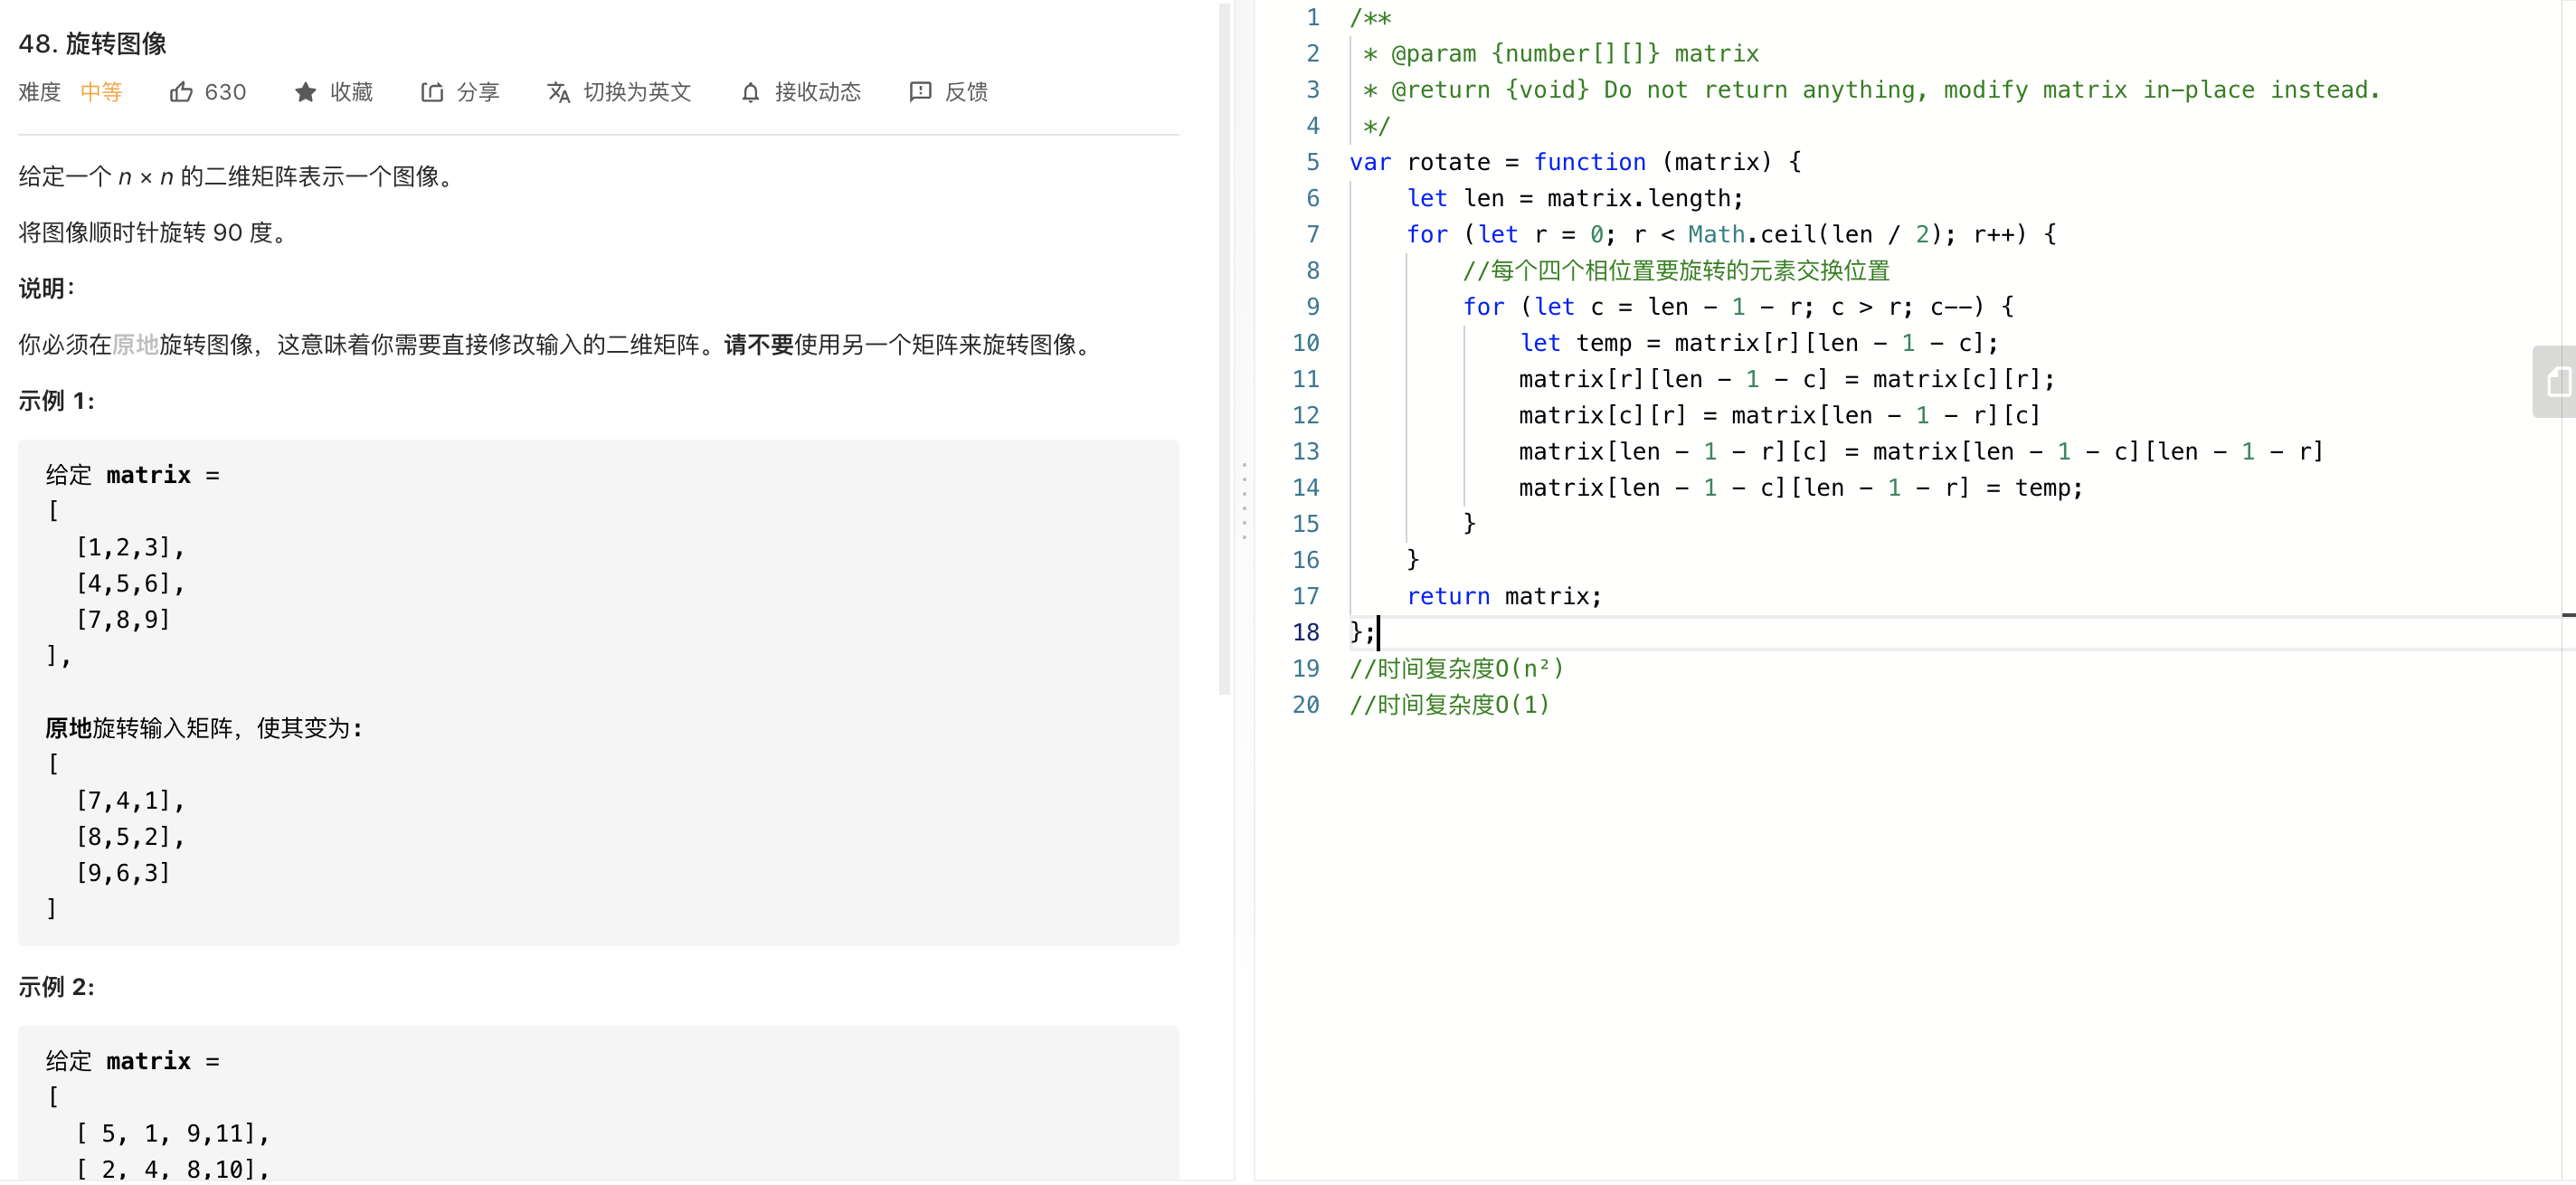 48. 旋转图像
难度 中等 630 收藏 分享 切换为英文 接收动态 反馈
给定一个 n × n 的二维矩阵表示一个图像。
将图像顺时针旋转 90 度。
说明：
你必须在原地旋转图像，这意味着你需要直接修改输入的二维矩阵。请不要使用另一个矩阵来旋转图像。
示例 1:
给定 matrix =
[
[1,2,3],
[4,5,6],
[7,8,9]
],
原地旋转输入矩阵，使其变为:
[
[7,4,1],
[8,5,2],
[9,6,3]
]
示例 2:
给定 matrix =
[
[ 5, 1, 9,11],
[ 2, 4, 8,10],
1 /**
2 * @param {number[][]} matrix
3 * @return {void} Do not return anything, modify matrix in-place instead.
4 */
5 var rotate = function (matrix) {
6 let len = matrix.length;
7 for (let r = 0; r < Math.ceil(len / 2); r++) {
8 //每个四个相位置要旋转的元素交换位置
9 for (let c = len - 1 - r; c > r; c--) {
10 let temp = matrix[r][len - 1 - c];
11 matrix[r][len - 1 - c] = matrix[c][r];
12 matrix[c][r] = matrix[len - 1 - r][c]
13 matrix[len - 1 - r][c] = matrix[len - 1 - c][len - 1 - r]
14 matrix[len - 1 - c][len - 1 - r] = temp;
15 }
16 }
17 return matrix;
18 };
19 //时间复杂度O(n²)
20 //时间复杂度O(1)